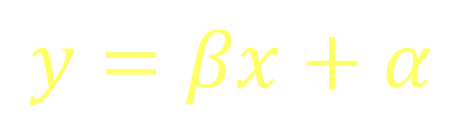 y = βx + α